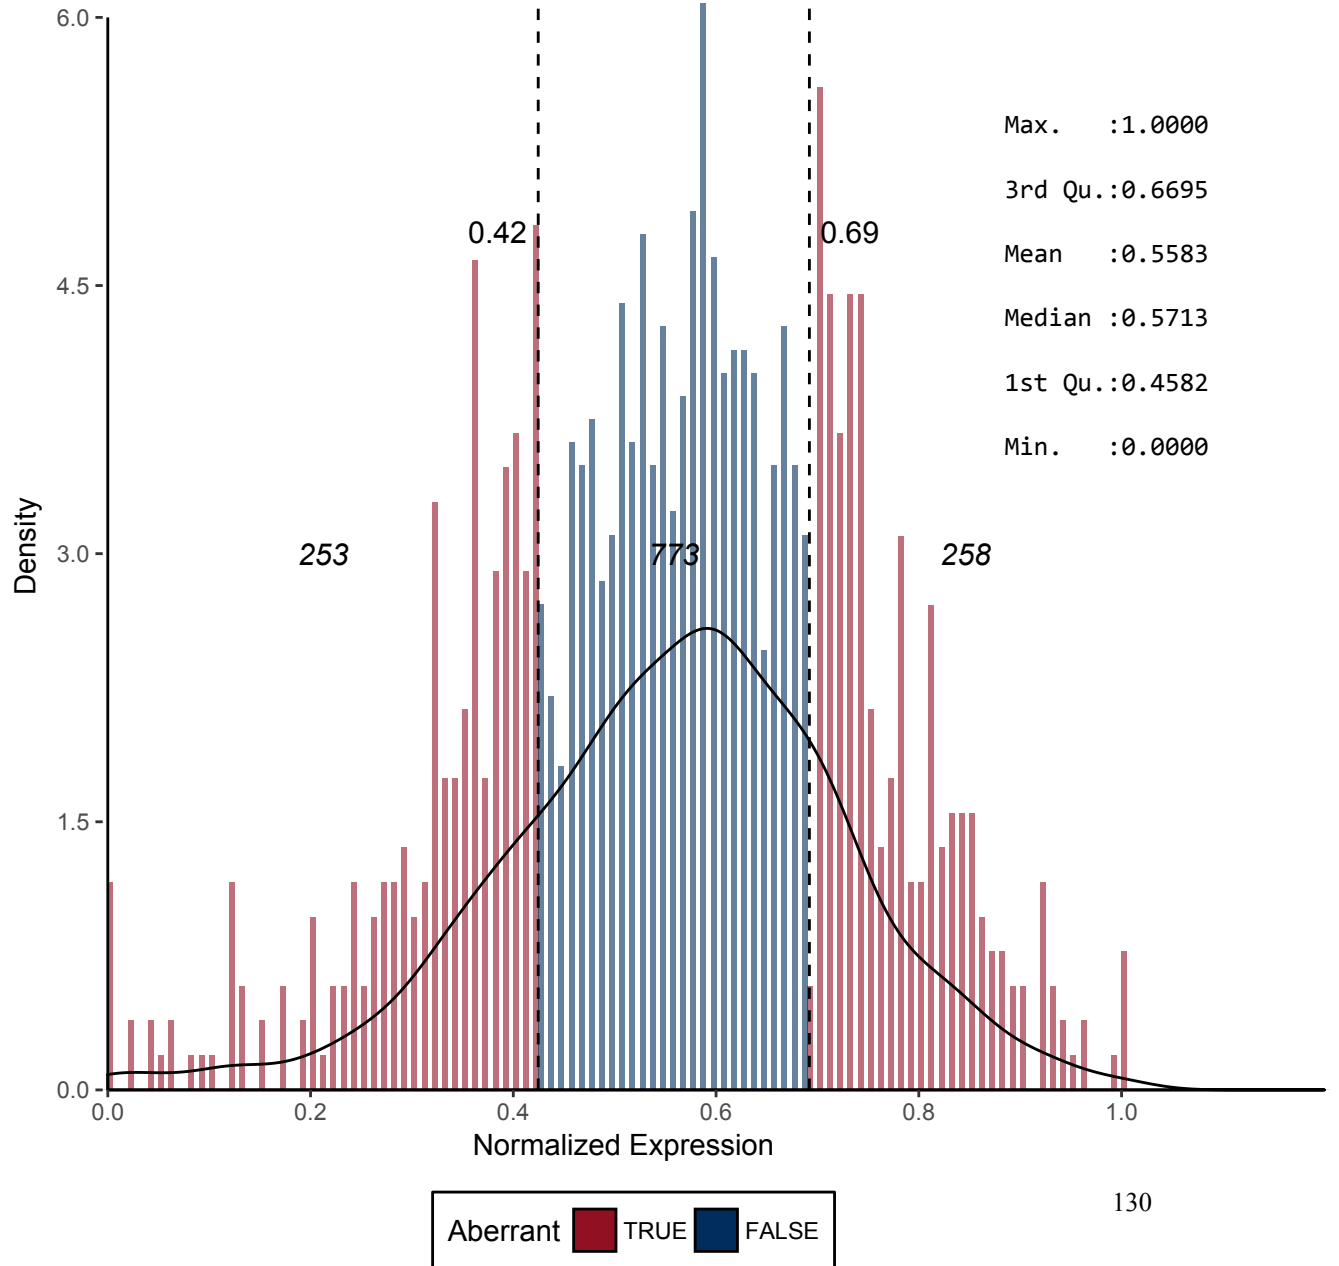 6.0
Max. :1.0000
3rd Qu.:0.6695
0.42
0.69
Mean :0.5583
4.5
Median :0.5713
1st Qu.:0.4582
Min. :0.0000
Density
3.0
253
773
258
1.5
0.0
0.0 0.2 0.4 0.6 0.8 1.0
Normalized Expression
130
Aberrant TRUE FALSE